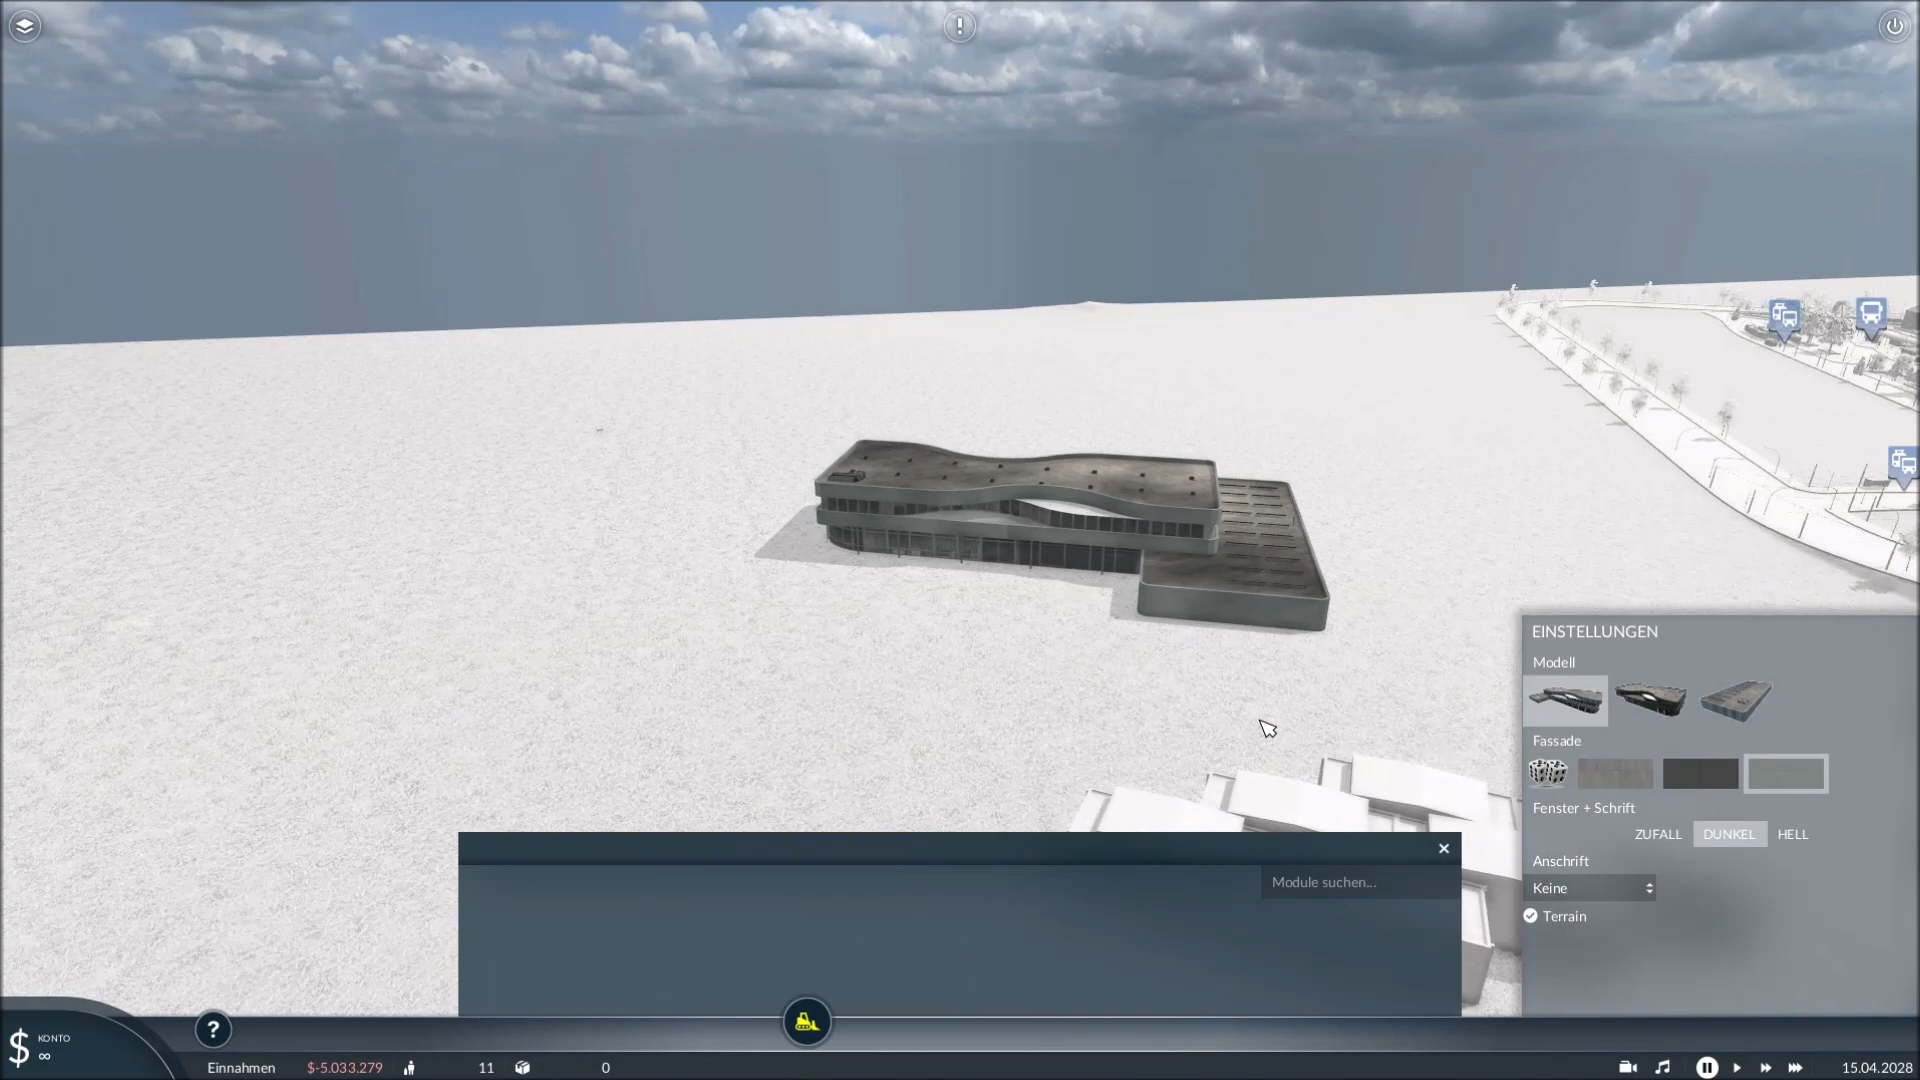 EINSTELLUNGEN
Modell
Fassade
Fenster + Schrift
ZUFALL DUNKEL HELL
Anschrift
Keine
Terrain
Module suchen...
KONTO
∞
Einnahmen $-5.033.279 11 0
15.04.2028